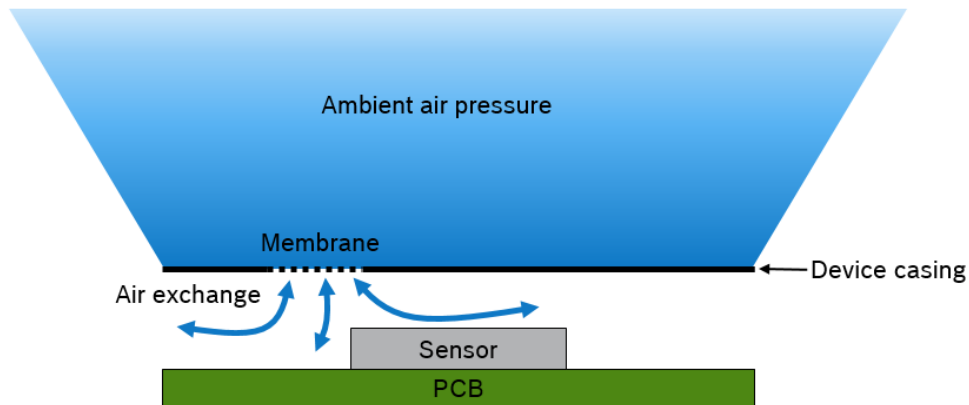 Ambient air pressure
Membrane
Device casing
Air exchange
Sensor
PCB